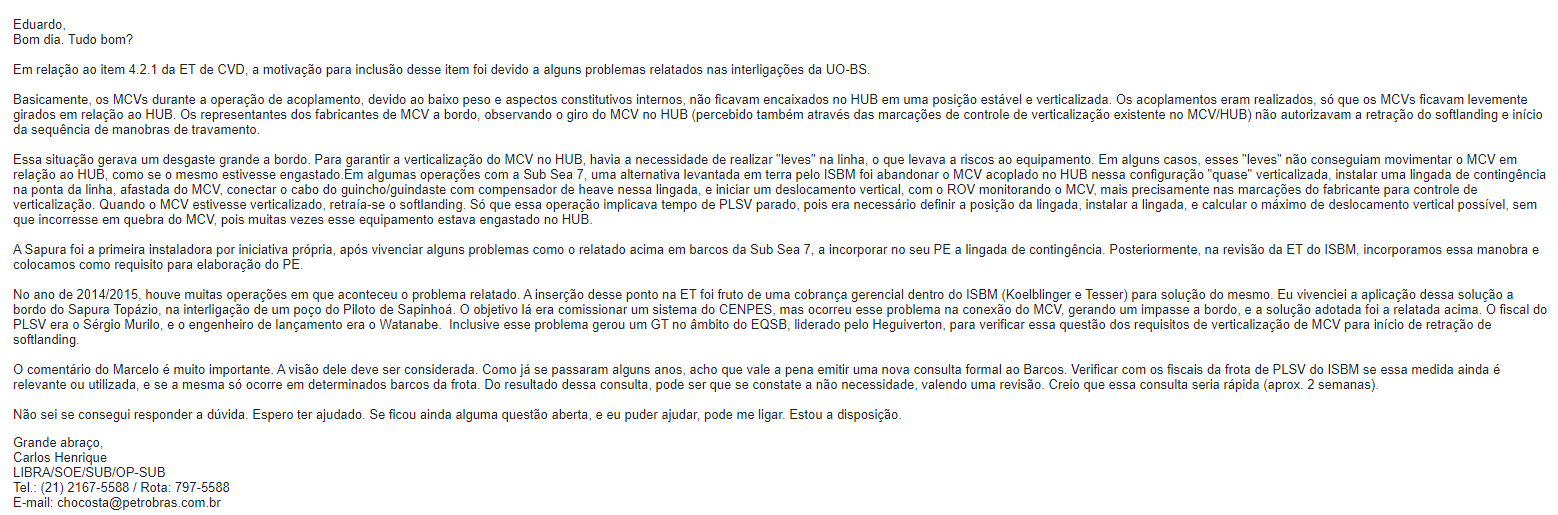 Eduardo,
Bom dia. Tudo bom?
Em relação ao item 4.2.1 da ET de CVD, a motivação para inclusão desse item foi devido a alguns problemas relatados nas interligações da UO-BS.
Basicamente, os MCVs durante a operação de acoplamento, devido ao baixo peso e aspectos constitutivos internos, não ficavam encaixados no HUB em uma posição estável e verticalizada. Os acoplamentos eram realizados, só que os MCVs ficavam levemente
girados em relação ao HUB. Os representantes dos fabricantes de MCV a bordo, observando o giro do MCV no HUB (percebido também através das marcações de controle de verticalização existente no MCV/HUB) não autorizavam a retração do softlanding e início
da sequência de manobras de travamento.
Essa situação gerava um desgaste grande a bordo. Para garantir a verticalização do MCV no HUB, havia a necessidade de realizar "leves" na linha, o que levava a riscos ao equipamento. Em alguns casos, esses "leves" não conseguiam movimentar o MCV em
relação ao HUB, como se o mesmo estivesse engastado.Em algumas operações com a Sub Sea 7, uma alternativa levantada em terra pelo ISBM foi abandonar o MCV acoplado no HUB nessa configuração "quase" verticalizada, instalar uma lingada de contingência
na ponta da linha, afastada do MCV, conectar o cabo do guincho/guindaste com compensador de heave nessa lingada, e iniciar um deslocamento vertical, com o ROV monitorando o MCV, mais precisamente nas marcações do fabricante para controle de
verticalização. Quando o MCV estivesse verticalizado, retraía-se o softlanding. Só que essa operação implicava tempo de PLSV parado, pois era necessário definir a posição da lingada, instalar a lingada, e calcular o máximo de deslocamento vertical possível, sem
que incorresse em quebra do MCV, pois muitas vezes esse equipamento estava engastado no HUB.
A Sapura foi a primeira instaladora por iniciativa própria, após vivenciar alguns problemas como o relatado acima em barcos da Sub Sea 7, a incorporar no seu PE a lingada de contingência. Posteriormente, na revisão da ET do ISBM, incorporamos essa manobra e
colocamos como requisito para elaboração do PE.
No ano de 2014/2015, houve muitas operações em que aconteceu o problema relatado. A inserção desse ponto na ET foi fruto de uma cobrança gerencial dentro do ISBM (Koelblinger e Tesser) para solução do mesmo. Eu vivenciei a aplicação dessa solução a
bordo do Sapura Topázio, na interligação de um poço do Piloto de Sapinhoá. O objetivo lá era comissionar um sistema do CENPES, mas ocorreu esse problema na conexão do MCV, gerando um impasse a bordo, e a solução adotada foi a relatada acima. O fiscal do
PLSV era o Sérgio Murilo, e o engenheiro de lançamento era o Watanabe.  Inclusive esse problema gerou um GT no âmbito do EQSB, liderado pelo Heguiverton, para verificar essa questão dos requisitos de verticalização de MCV para início de retração de
softlanding.
O comentário do Marcelo é muito importante. A visão dele deve ser considerada. Como já se passaram alguns anos, acho que vale a pena emitir uma nova consulta formal ao Barcos. Verificar com os fiscais da frota de PLSV do ISBM se essa medida ainda é
relevante ou utilizada, e se a mesma só ocorre em determinados barcos da frota. Do resultado dessa consulta, pode ser que se constate a não necessidade, valendo uma revisão. Creio que essa consulta seria rápida (aprox. 2 semanas).
Não sei se consegui responder a dúvida. Espero ter ajudado. Se ficou ainda alguma questão aberta, e eu puder ajudar, pode me ligar. Estou a disposição.
Grande abraço,
Carlos Henrique
LIBRA/SOE/SUB/OP-SUB
Tel.: (21) 2167-5588 / Rota: 797-5588
E-mail: chocosta@petrobras.com.br